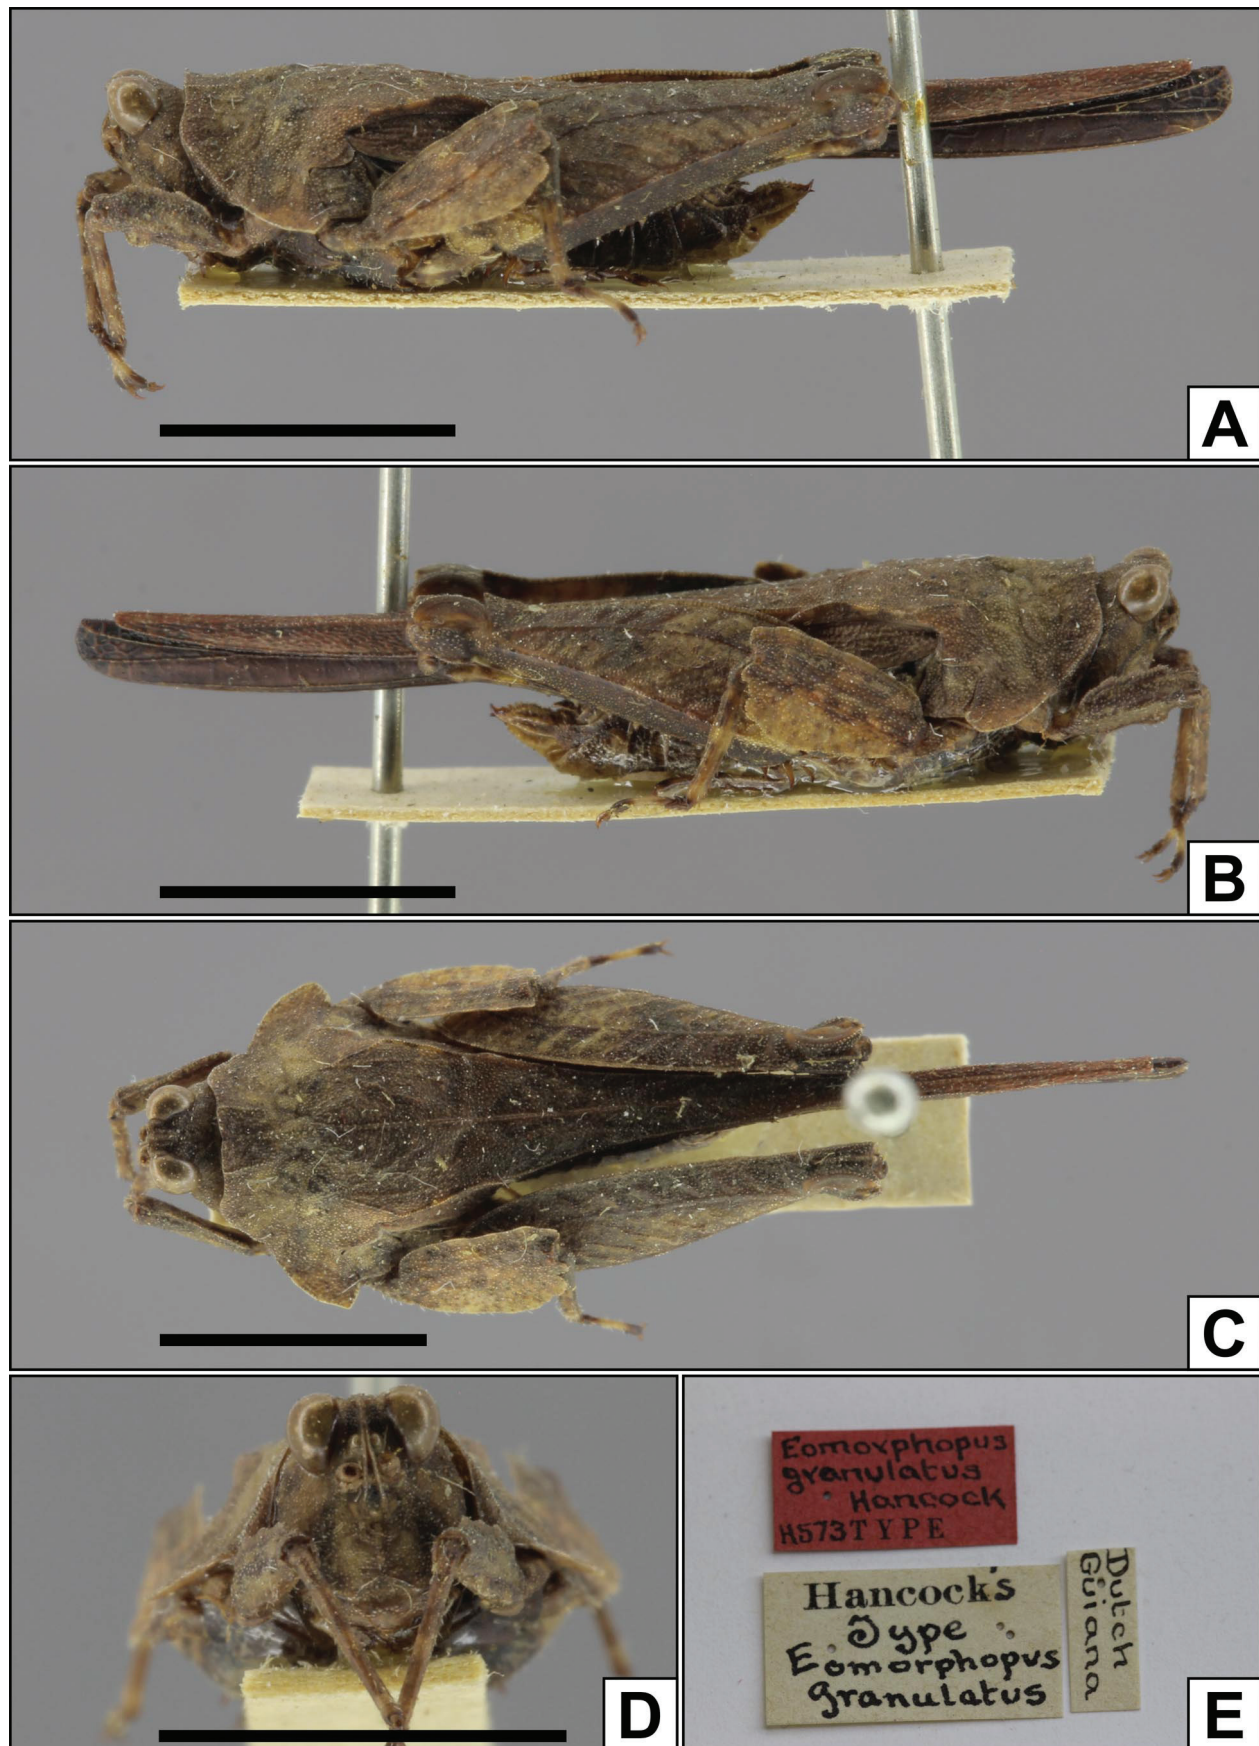 A
B
C
D
Eomorphopus
granulatus
Hancock
H573TYPE
Hancock's
Type
Eomorphopus
granulatus
Dutch
Guiana
E